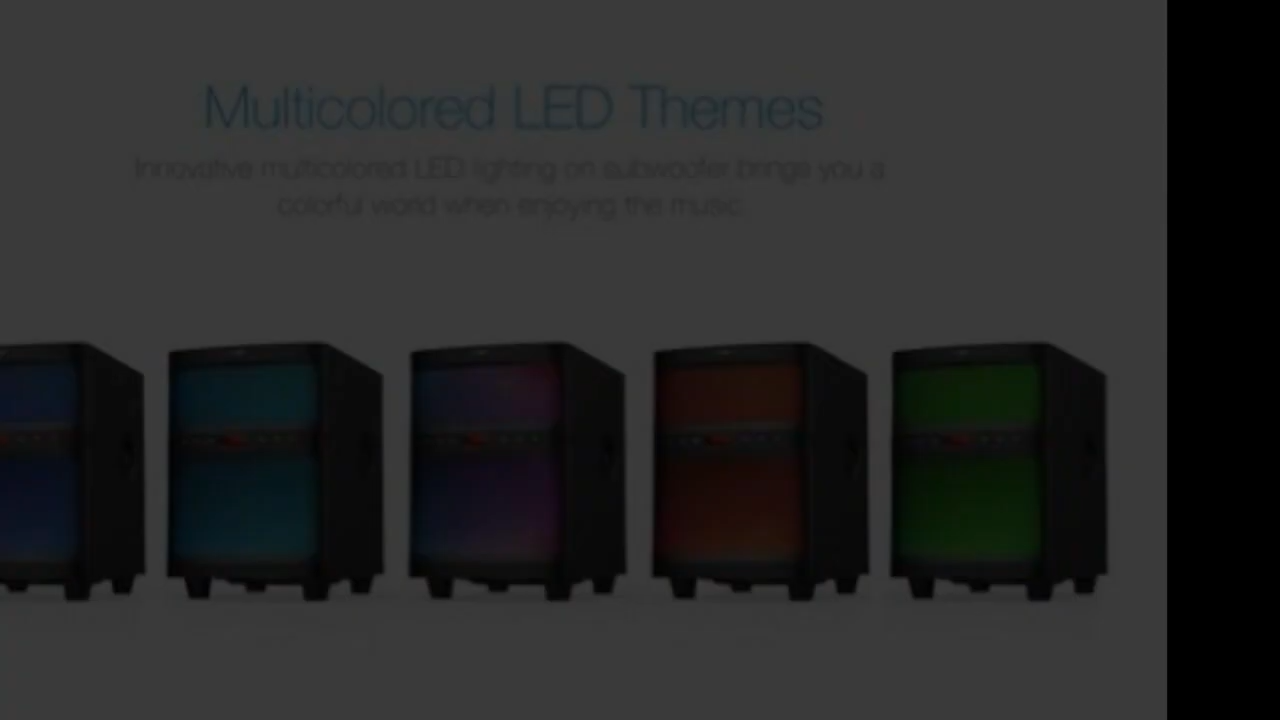 Multicolored LED Themes
Innovative multicolored LED lighting on subwoofer brings you a
colorful world when enjoying the music